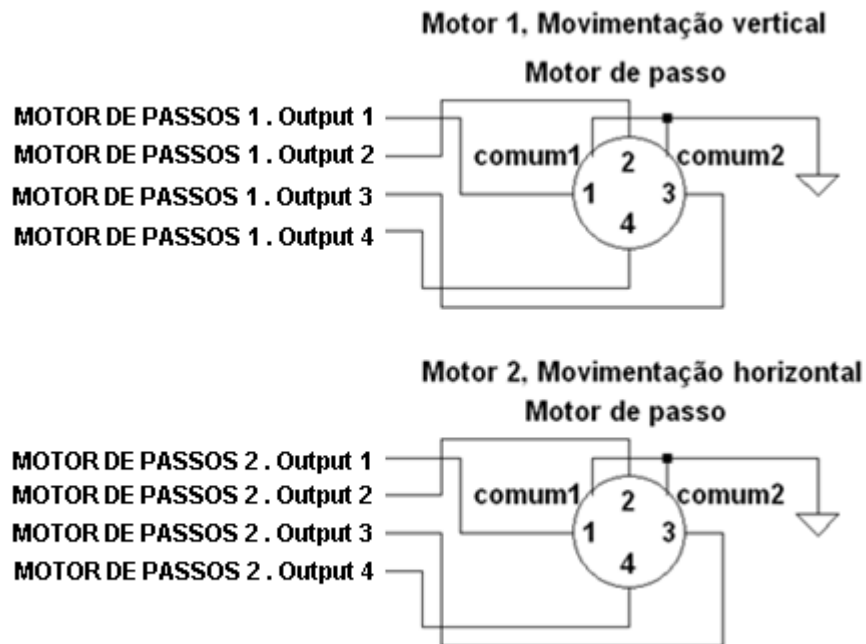 Motor 1, Movimentação vertical
Motor de passo
MOTOR DE PASSOS 1 . Output 1
MOTOR DE PASSOS 1 . Output 2
MOTOR DE PASSOS 1 . Output 3
MOTOR DE PASSOS 1 . Output 4
comum1
comum2
2
1
3
4
Motor 2, Movimentação horizontal
Motor de passo
MOTOR DE PASSOS 2 . Output 1
MOTOR DE PASSOS 2 . Output 2
MOTOR DE PASSOS 2 . Output 3
MOTOR DE PASSOS 2 . Output 4
comum1
comum2
2
1
3
4